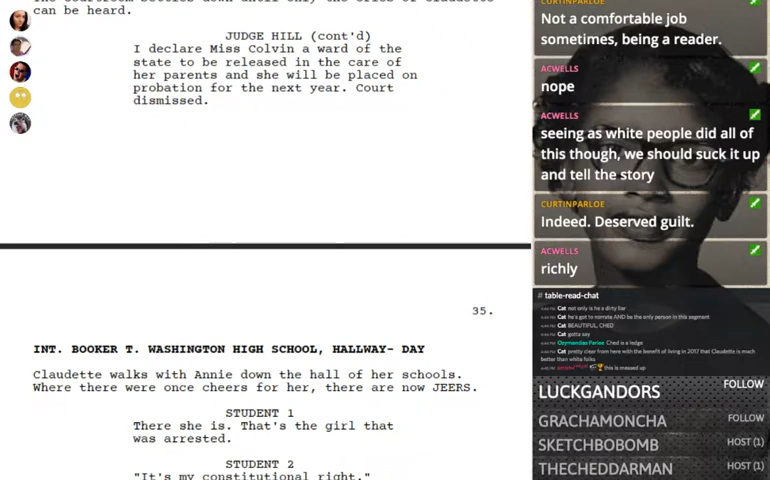 can be heard.
JUDGE HILL (cont'd)
I declare Miss Colvin a ward of the
state to be released in the care of
her parents and she will be placed on
probation for the next year. Court
dismissed.
35.
INT. BOOKER T. WASHINGTON HIGH SCHOOL, HALLWAY- DAY
Claudette walks with Annie down the hall of her schools.
Where there were once cheers for her, there are now JEERS.
STUDENT 1
There she is. That's the girl that
was arrested.
STUDENT 2
"It's my constitutional right."
CURTINPARLOE
Not a comfortable job
sometimes, being a reader.
ACWELLS
nope
ACWELLS
seeing as white people did all of
this though, we should suck it up
and tell the story
CURTINPARLOE
Indeed. Deserved guilt.
ACWELLS
richly
# table-read-chat
Cat not only is he a dirty liar
Cat he's got to narrate AND be the only person in this segment
Cat BEAUTIFUL, CHED
Cat gotta say
Ozymandias Parloe Ched is a ledge
Cat pretty clear from here with the benefit of living in 2017 that Claudette is much
better than white folks
this is messed up
LUCKGANDORS FOLLOW
GRACHAMONCHA FOLLOW
SKETCHBOBOMB HOST (1)
THECHEDDARMAN HOST (1)